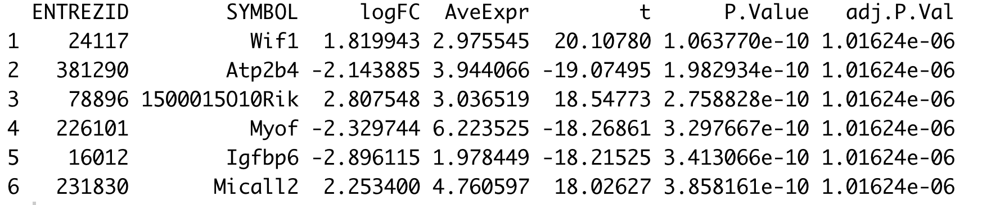 ENTREZID SYMBOL logFC AveExpr t P.Value adj.P.Val
1 24117 Wif1 1.819943 2.975545 20.10780 1.063770e-10 1.01624e-06
2 381290 Atp2b4 -2.143885 3.944066 -19.07495 1.982934e-10 1.01624e-06
3 78896 1500015O10Rik 2.807548 3.036519 18.54773 2.758828e-10 1.01624e-06
4 226101 Myof -2.329744 6.223525 -18.26861 3.297667e-10 1.01624e-06
5 16012 Igfbp6 -2.896115 1.978449 -18.21525 3.413066e-10 1.01624e-06
6 231830 Micall2 2.253400 4.760597 18.02627 3.858161e-10 1.01624e-06